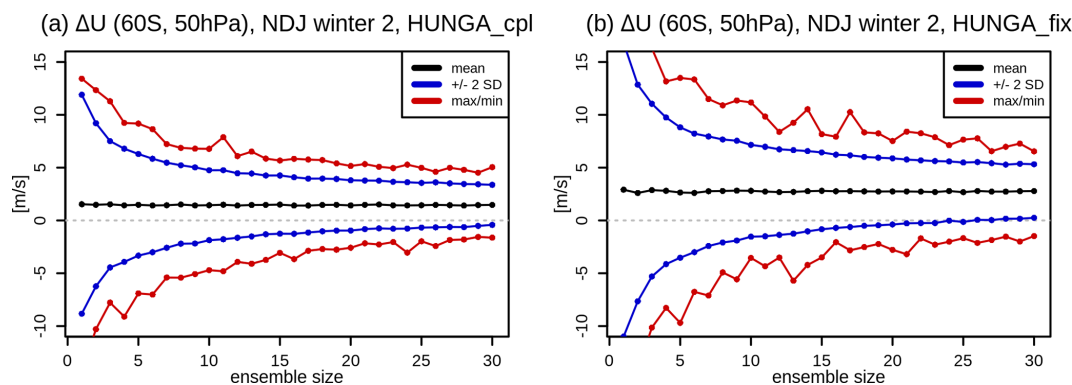 (a) ΔU (60S, 50hPa), NDJ winter 2, HUNGA_cpl
[m/s]
15
10
5
0
-5
-10
mean
+/- 2 SD
max/min
0 5 10 15 20 25 30
ensemble size
(b) ΔU (60S, 50hPa), NDJ winter 2, HUNGA_fix
[m/s]
15
10
5
0
-5
-10
mean
+/- 2 SD
max/min
0 5 10 15 20 25 30
ensemble size